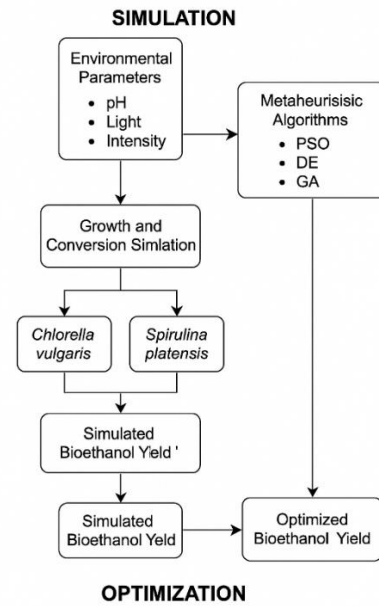 SIMULATION
Environmental
Parameters
• pH
• Light
• Intensity
Metaheurisisic
Algorithms
• PSO
• DE
• GA
Growth and
Conversion Simlation
Chlorella
vulgaris
Spirulina
platensis
Simulated
Bioethanol Yield '
Simulated
Bioethanol Yeld
Optimized
Bioethanol Yield
OPTIMIZATION